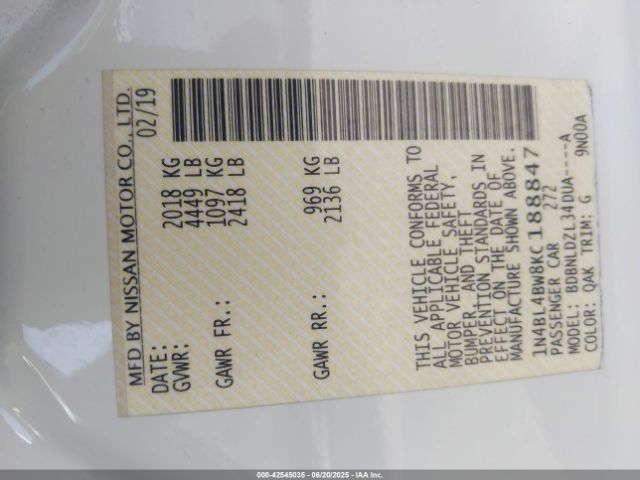 MFD BY NISSAN MOTOR CO., LTD.
DATE: 02/19
GVWR: 2018 KG
4449 LB
GAWR FR.: 1097 KG
2418 LB
GAWR RR.: 969 KG
2136 LB
THIS VEHICLE CONFORMS TO
ALL APPLICABLE FEDERAL
MOTOR VEHICLE SAFETY,
BUMPER, AND THEFT
PREVENTION STANDARDS IN
EFFECT ON THE DATE OF
MANUFACTURE SHOWN ABOVE.
1N4BL4BW8KC188847
PASSENGER CAR 272
MODEL: BDBNLDZL34DUA----A
COLOR: QAK TRIM: G 9N00A
000-42545035 - 06/20/2025 - IAA Inc.